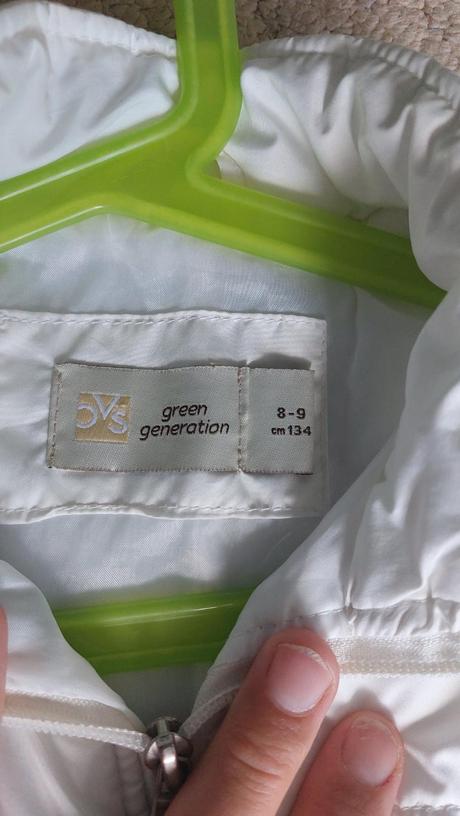 OVS
green
generation
8-9
cm 134